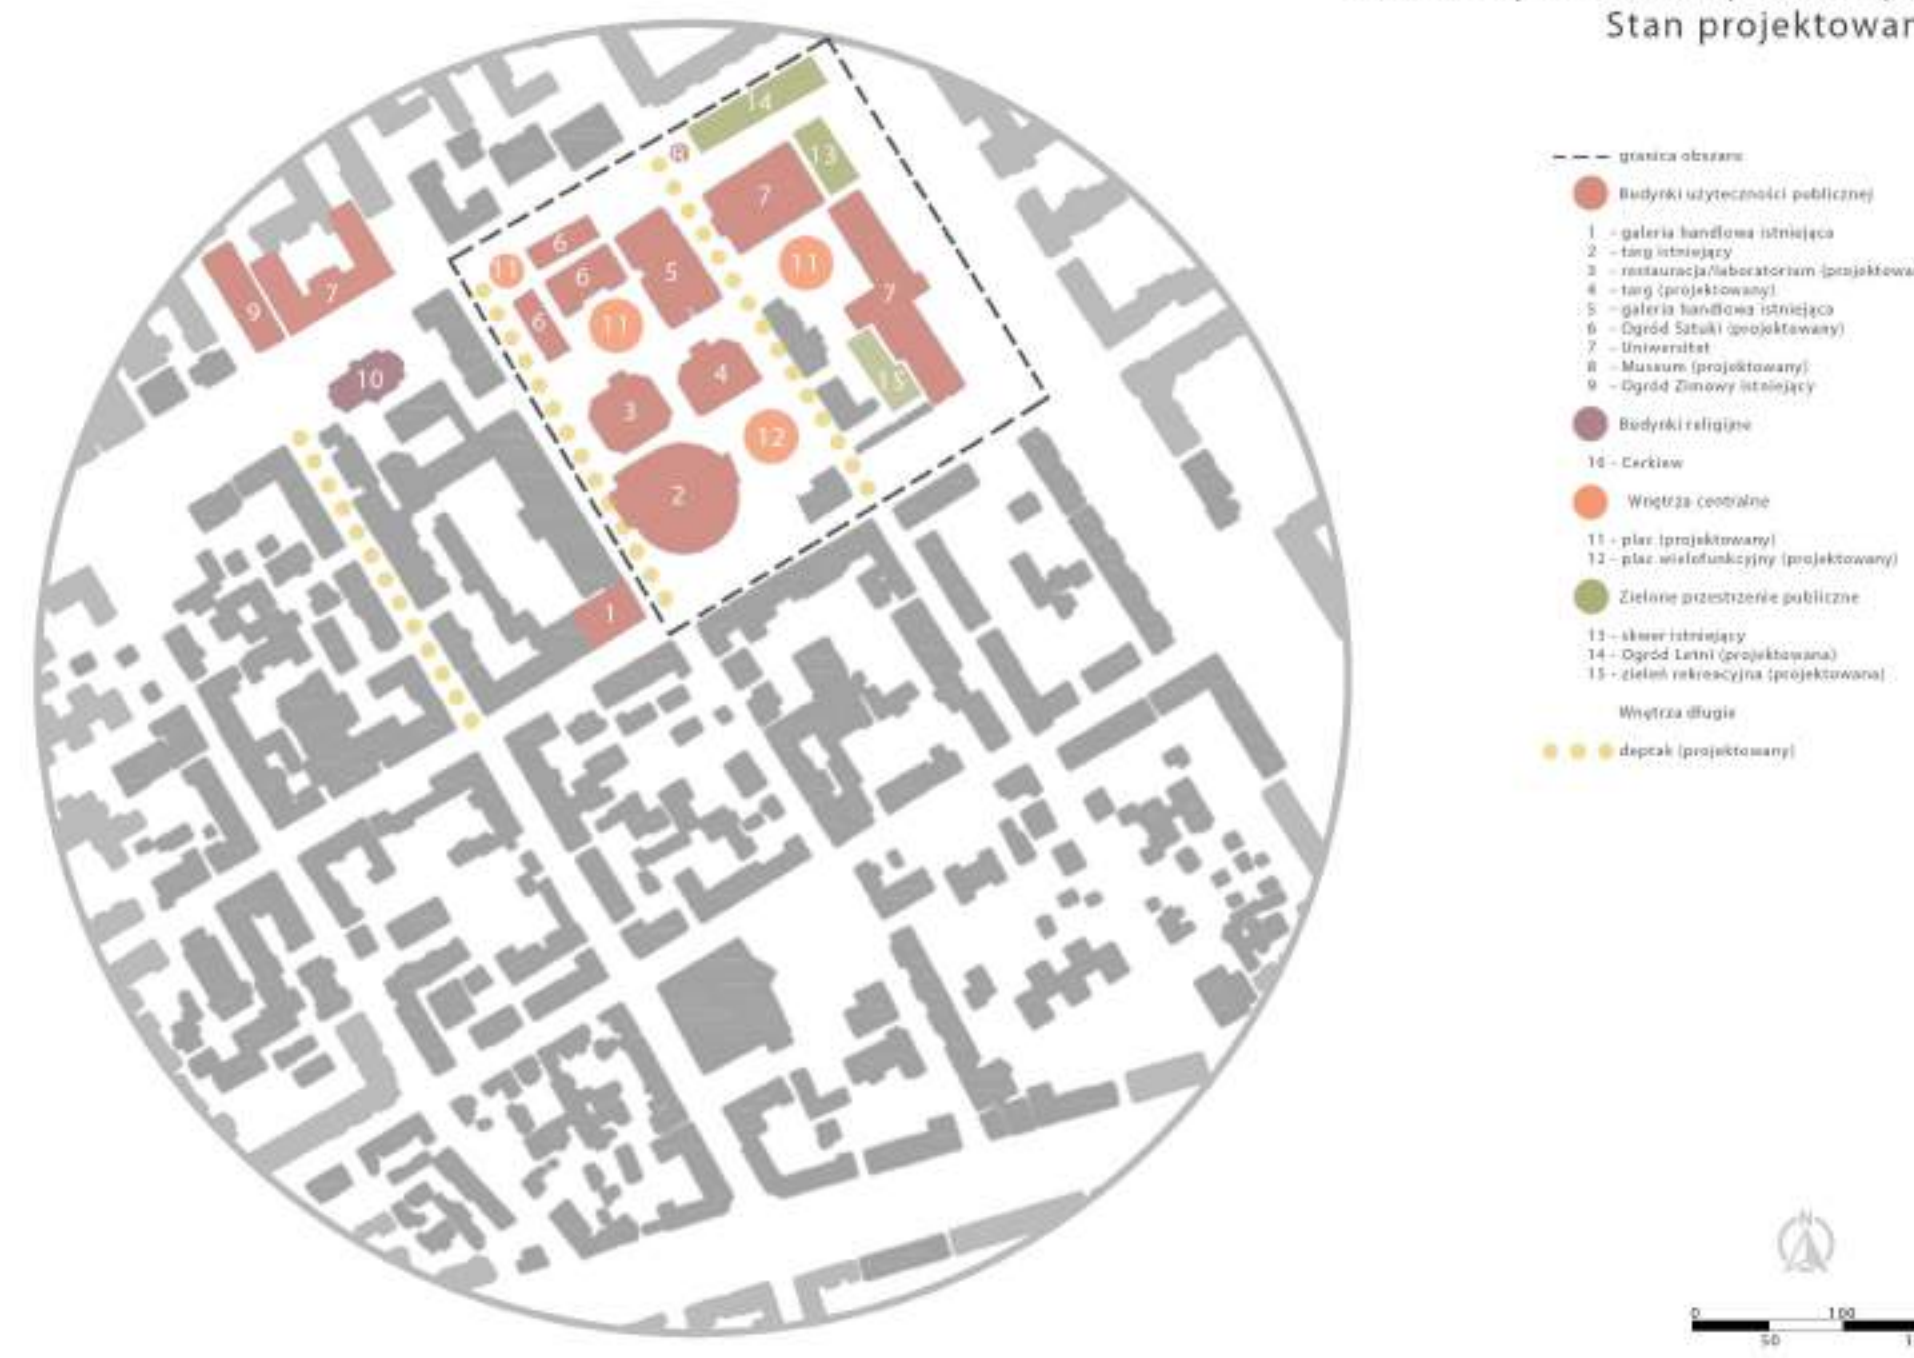 Stan projektowan
granica obszaru
Budynki użyteczności publicznej
1 - galeria handlowa istniejąca
2 - targ istniejący
3 - restauracja/laboratorium (projektowa
4 - targ (projektowany)
5 - galeria handlowa istniejąca
6 - Ogród Sztuki (projektowany)
7 - Uniwersitet
8 - Museum (projektowany)
9 - Ogród Zimowy istniejący
Budynki religijne
10 - Cerkiew
Wnętrza centralne
11 - plac (projektowany)
12 - plac wielofunkcyjny (projektowany)
Zielone przestrzenie publiczne
13 - skwer istniejący
14 - Ogród Letni (projektowana)
15 - zieleń rekreacyjna (projektowana)
Wnętrza długie
deptak (projektowany)
14
8
13
7
6
11
6
5
11
7
6
11
9
7
10
4
15
3
12
2
1
N
0 100
50